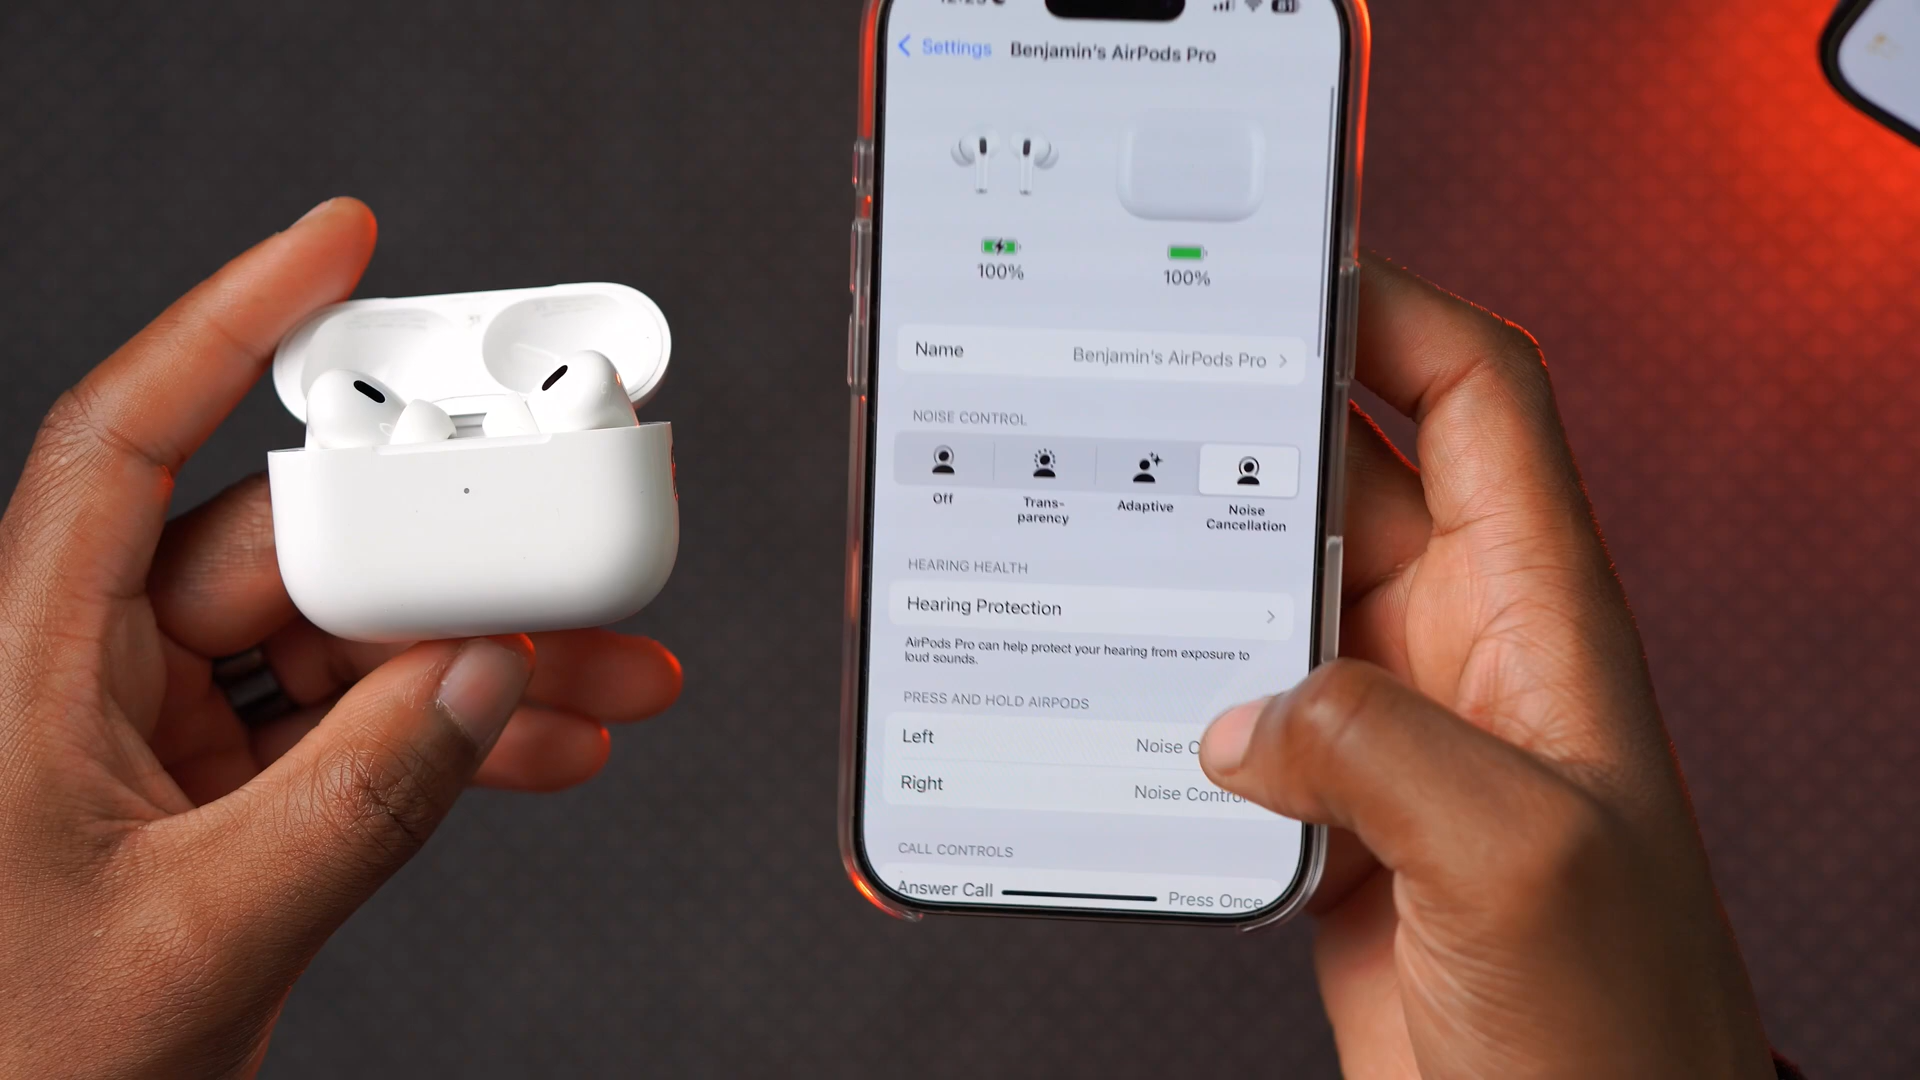 Settings
Benjamin's AirPods Pro
100%
100%
Name
Benjamin's AirPods Pro
NOISE CONTROL
Off
Trans-
parency
Adaptive
Noise
Cancellation
HEARING HEALTH
Hearing Protection
AirPods Pro can help protect your hearing from exposure to
loud sounds.
PRESS AND HOLD AIRPODS
Left
Noise C
Right
Noise Contro
CALL CONTROLS
Answer Call
Press Once